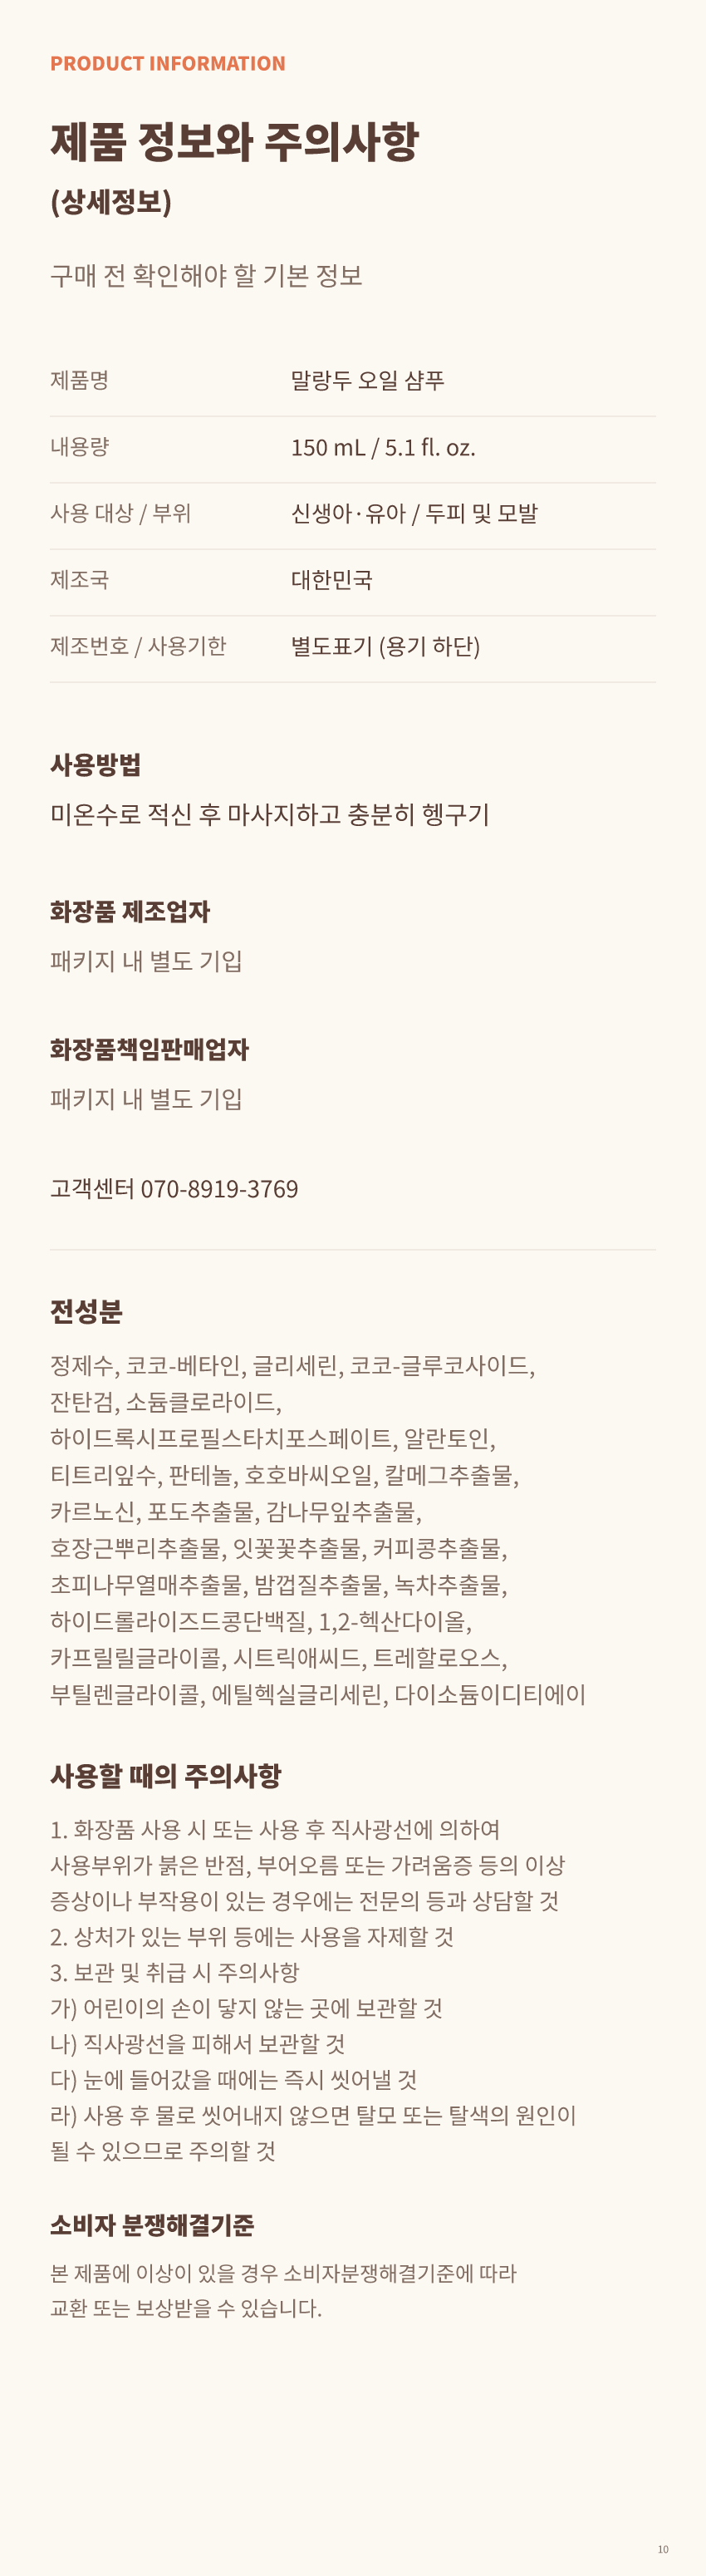 PRODUCT INFORMATION
제품 정보와 주의사항
(상세정보)
구매 전 확인해야 할 기본 정보
제품명 말랑두 오일 샴푸
내용량 150 mL / 5.1 fl. oz.
사용 대상 / 부위 신생아·유아 / 두피 및 모발
제조국 대한민국
제조번호 / 사용기한 별도표기 (용기 하단)
사용방법
미온수로 적신 후 마사지하고 충분히 헹구기
화장품 제조업자
패키지 내 별도 기입
화장품책임판매업자
패키지 내 별도 기입
고객센터 070-8919-3769
전성분
정제수, 코코-베타인, 글리세린, 코코-글루코사이드,
잔탄검, 소듐클로라이드,
하이드록시프로필스타치포스페이트, 알란토인,
티트리잎수, 판테놀, 호호바씨오일, 칼메그추출물,
카르노신, 포도추출물, 감나무잎추출물,
호장근뿌리추출물, 잇꽃꽃추출물, 커피콩추출물,
초피나무열매추출물, 밤껍질추출물, 녹차추출물,
하이드롤라이즈드콩단백질, 1,2-헥산다이올,
카프릴릴글라이콜, 시트릭애씨드, 트레할로오스,
부틸렌글라이콜, 에틸헥실글리세린, 다이소듐이디티에이
사용할 때의 주의사항
1. 화장품 사용 시 또는 사용 후 직사광선에 의하여
사용부위가 붉은 반점, 부어오름 또는 가려움증 등의 이상
증상이나 부작용이 있는 경우에는 전문의 등과 상담할 것
2. 상처가 있는 부위 등에는 사용을 자제할 것
3. 보관 및 취급 시 주의사항
가) 어린이의 손이 닿지 않는 곳에 보관할 것
나) 직사광선을 피해서 보관할 것
다) 눈에 들어갔을 때에는 즉시 씻어낼 것
라) 사용 후 물로 씻어내지 않으면 탈모 또는 탈색의 원인이
될 수 있으므로 주의할 것
소비자 분쟁해결기준
본 제품에 이상이 있을 경우 소비자분쟁해결기준에 따라
교환 또는 보상받을 수 있습니다.
10